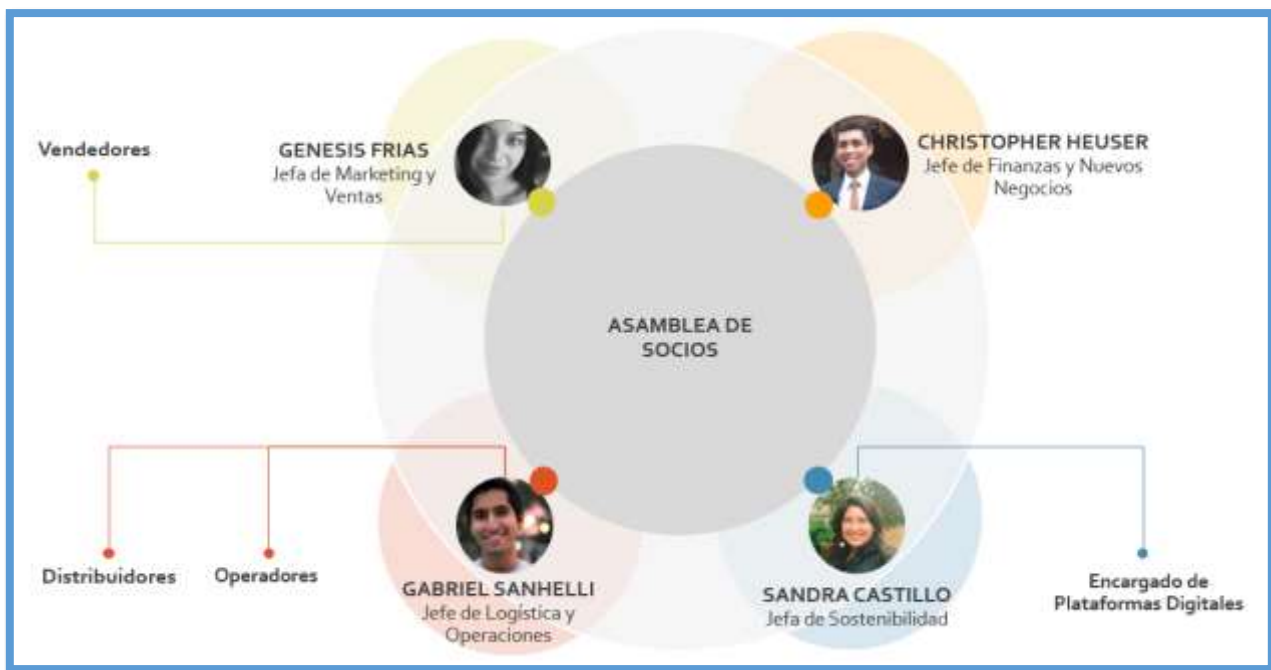 Vendedores
GENESIS FRIAS
Jefa de Marketing y
Ventas
CHRISTOPHER HEUSER
Jefe de Finanzas y Nuevos
Negocios
ASAMBLEA DE
SOCIOS
Distribuidores
Operadores
GABRIEL SANHELLI
Jefe de Logística y
Operaciones
SANDRA CASTILLO
Jefa de Sostenibilidad
Encargado de
Plataformas Digitales